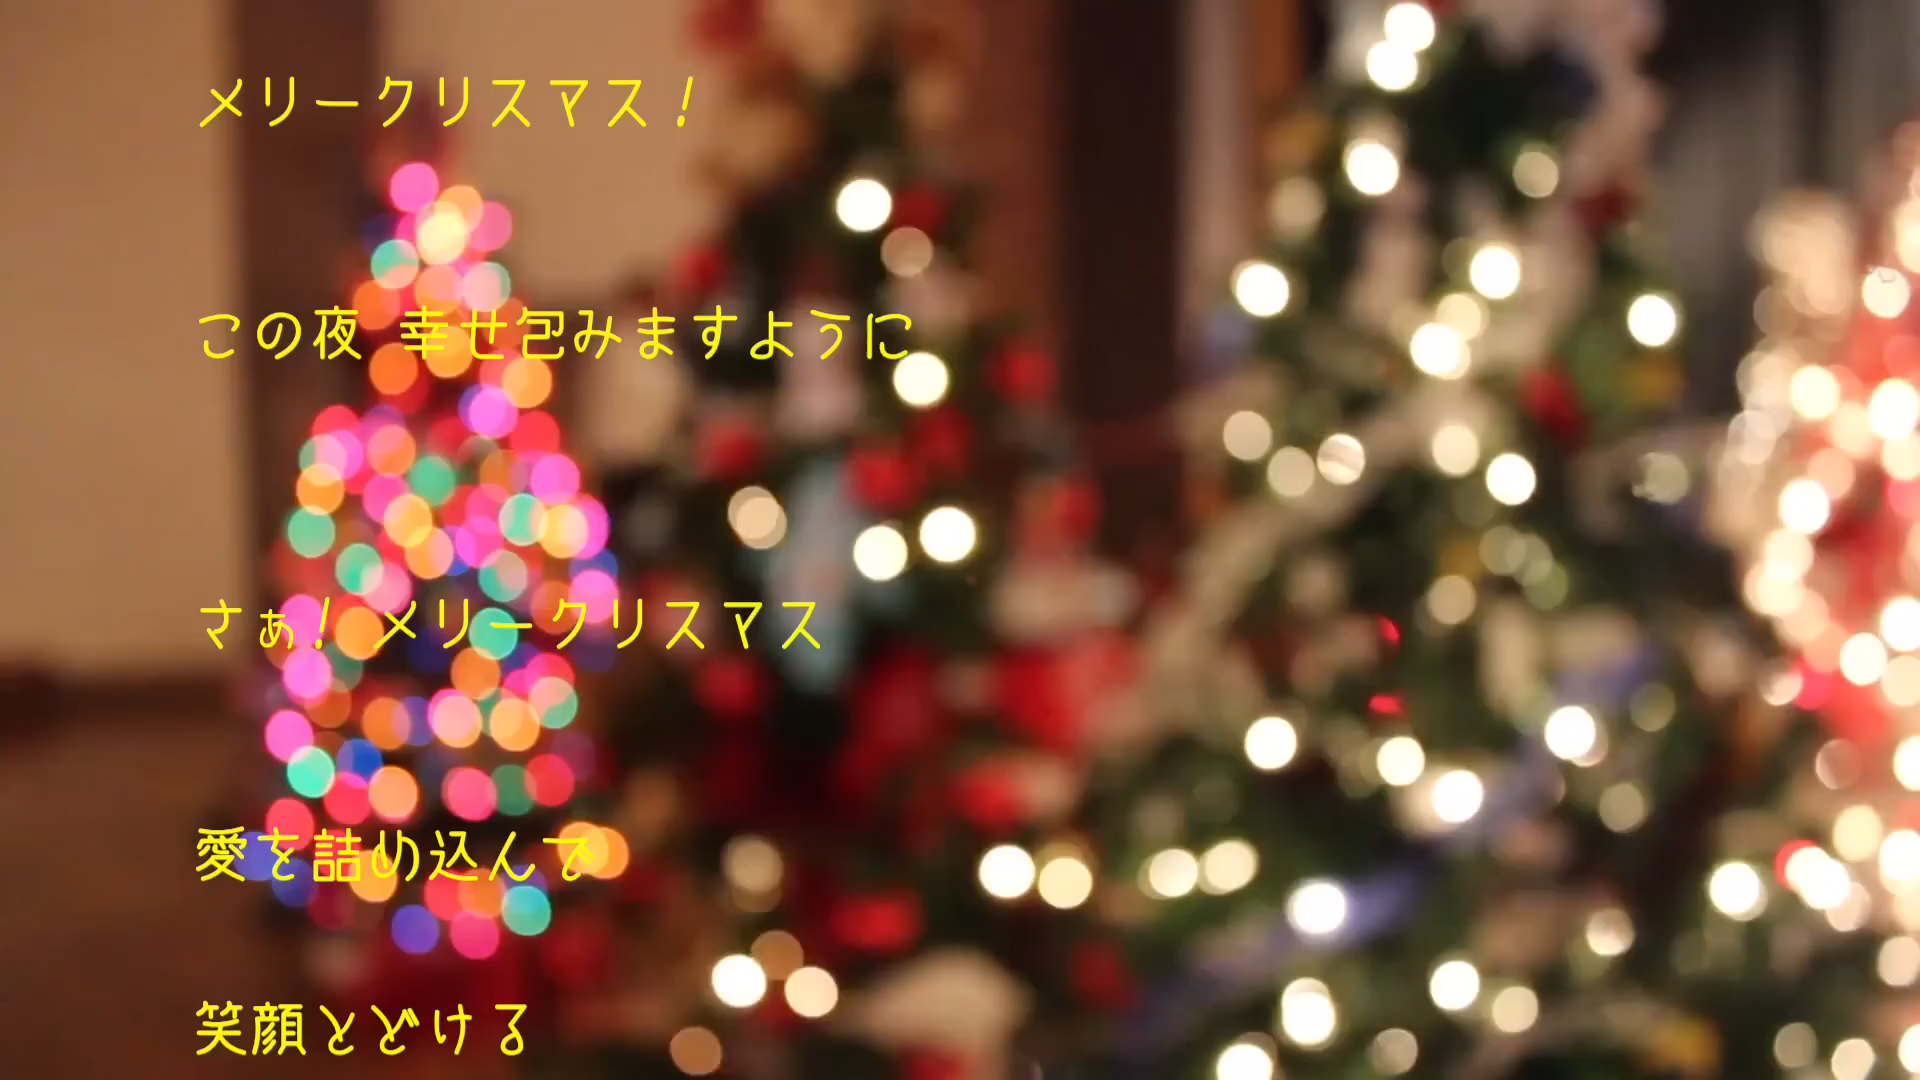 メリークリスマス！
この夜 幸せ包みますように
さぁ！ メリークリスマス
愛を詰め込んで
笑顔とどける